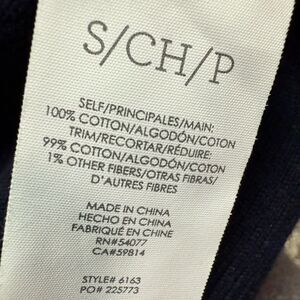 S/CH/P
SELF/PRINCIPALES/MAIN:
100% COTTON/ALGODÓN/COTON
TRIM/RECORTAR/RÉDUIRE:
99% COTTON/ALGODÓN/COTON
1% OTHER FIBERS/OTRAS FIBRAS/
D'AUTRES FIBRES
MADE IN CHINA
HECHO EN CHINA
FABRIQUÉ EN CHINE
RN#54077
CA#59814
STYLE# 6163
PO# 225773